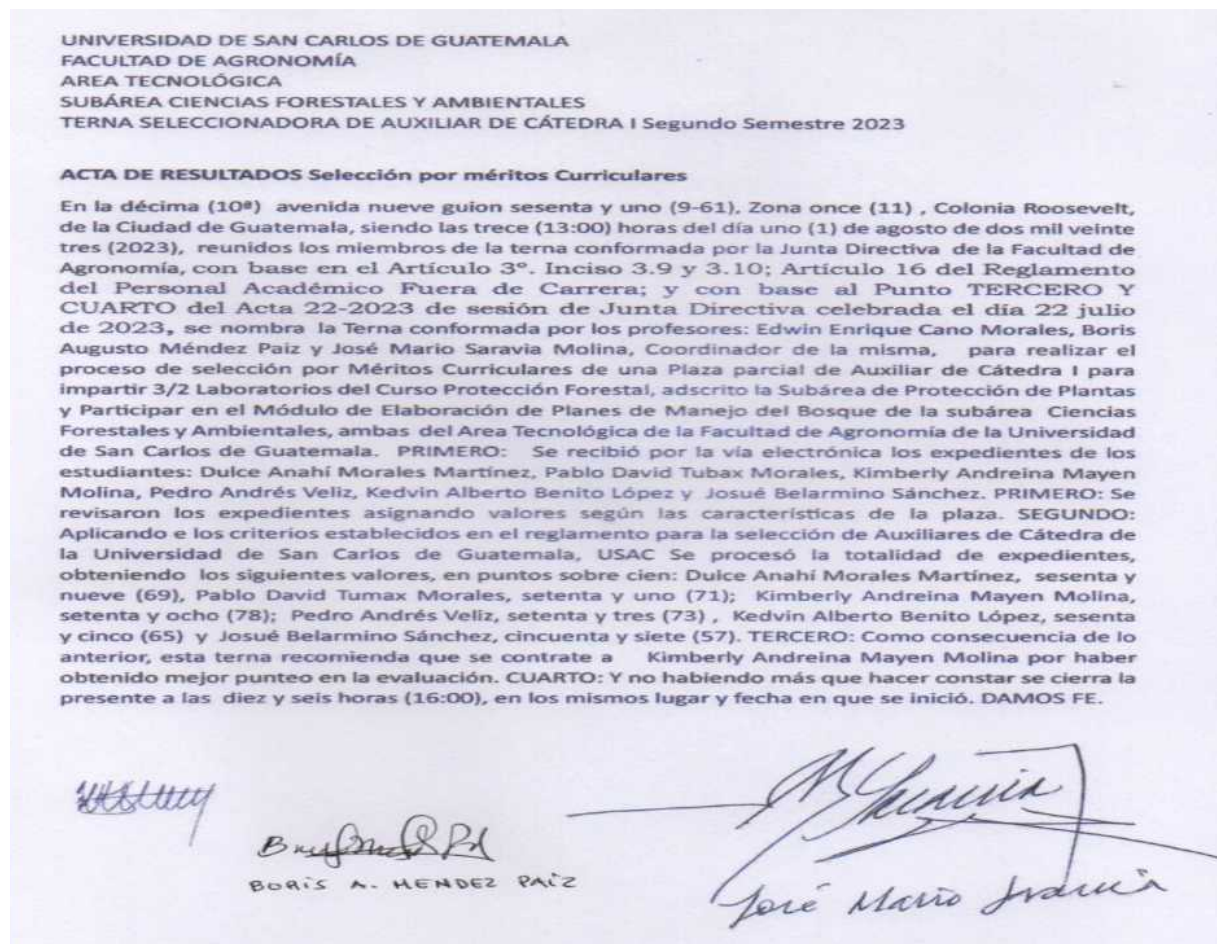 UNIVERSIDAD DE SAN CARLOS DE GUATEMALA
FACULTAD DE AGRONOMÍA
AREA TECNOLÓGICA
SUBÁREA CIENCIAS FORESTALES Y AMBIENTALES
TERNA SELECCIONADORA DE AUXILIAR DE CÁTEDRA I Segundo Semestre 2023
ACTA DE RESULTADOS Selección por méritos Curriculares
En la décima (10ª) avenida nueve guion sesenta y uno (9-61), Zona once (11) , Colonia Roosevelt,
de la Ciudad de Guatemala, siendo las trece (13:00) horas del día uno (1) de agosto de dos mil veinte
tres (2023), reunidos los miembros de la terna conformada por la Junta Directiva de la Facultad de
Agronomía, con base en el Artículo 3°. Inciso 3.9 y 3.10; Artículo 16 del Reglamento
del Personal Académico Fuera de Carrera; y con base al Punto TERCERO Y
CUARTO del Acta 22-2023 de sesión de Junta Directiva celebrada el día 22 julio
de 2023, se nombra la Terna conformada por los profesores: Edwin Enrique Cano Morales, Boris
Augusto Méndez Paiz y José Mario Saravia Molina, Coordinador de la misma, para realizar el
proceso de selección por Méritos Curriculares de una Plaza parcial de Auxiliar de Cátedra I para
impartir 3/2 Laboratorios del Curso Protección Forestal, adscrito la Subárea de Protección de Plantas
y Participar en el Módulo de Elaboración de Planes de Manejo del Bosque de la subárea Ciencias
Forestales y Ambientales, ambas del Area Tecnológica de la Facultad de Agronomía de la Universidad
de San Carlos de Guatemala. PRIMERO: Se recibió por la vía electrónica los expedientes de los
estudiantes: Dulce Anahí Morales Martínez, Pablo David Tubax Morales, Kimberly Andreina Mayen
Molina, Pedro Andrés Veliz, Kedvin Alberto Benito López y Josué Belarmino Sánchez. PRIMERO: Se
revisaron los expedientes asignando valores según las características de la plaza. SEGUNDO:
Aplicando e los criterios establecidos en el reglamento para la selección de Auxiliares de Cátedra de
la Universidad de San Carlos de Guatemala, USAC Se procesó la totalidad de expedientes,
obteniendo los siguientes valores, en puntos sobre cien: Dulce Anahí Morales Martínez, sesenta y
nueve (69), Pablo David Tumax Morales, setenta y uno (71); Kimberly Andreina Mayen Molina,
setenta y ocho (78); Pedro Andrés Veliz, setenta y tres (73) , Kedvin Alberto Benito López, sesenta
y cinco (65) y Josué Belarmino Sánchez, cincuenta y siete (57). TERCERO: Como consecuencia de lo
anterior, esta terna recomienda que se contrate a Kimberly Andreina Mayen Molina por haber
obtenido mejor punteo en la evaluación. CUARTO: Y no habiendo más que hacer constar se cierra la
presente a las diez y seis horas (16:00), en los mismos lugar y fecha en que se inició. DAMOS FE.
BORIS A. MENDEZ PAIZ
José Mario Saravia